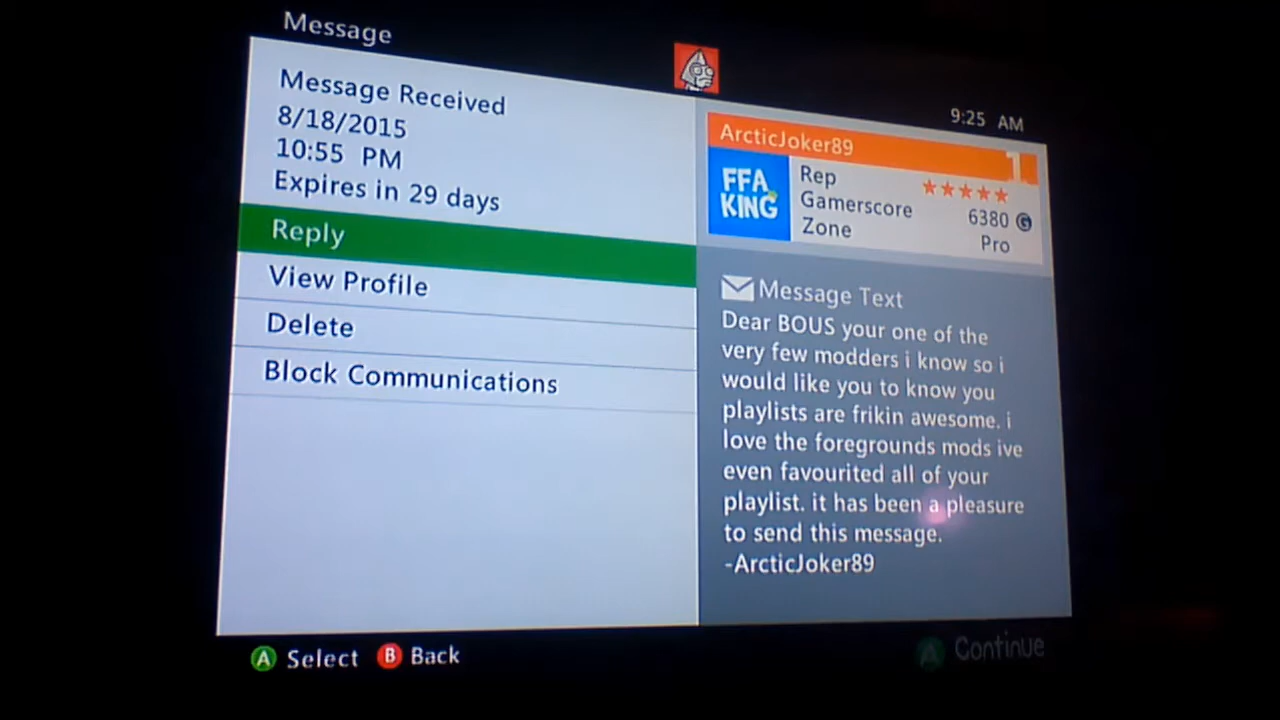 Message
9:25 AM
Message Received
8/18/2015
10:55 PM
Expires in 29 days
Reply
View Profile
Delete
Block Communications
ArcticJoker89
1
FFA
KING
Rep
Gamerscore 6380 G
Zone Pro
Message Text
Dear BOUS your one of the
very few modders i know so i
would like you to know you
playlists are frikin awesome. i
love the foregrounds mods ive
even favourited all of your
playlist. it has been a pleasure
to send this message.
-ArcticJoker89
A Select B Back
A Continue